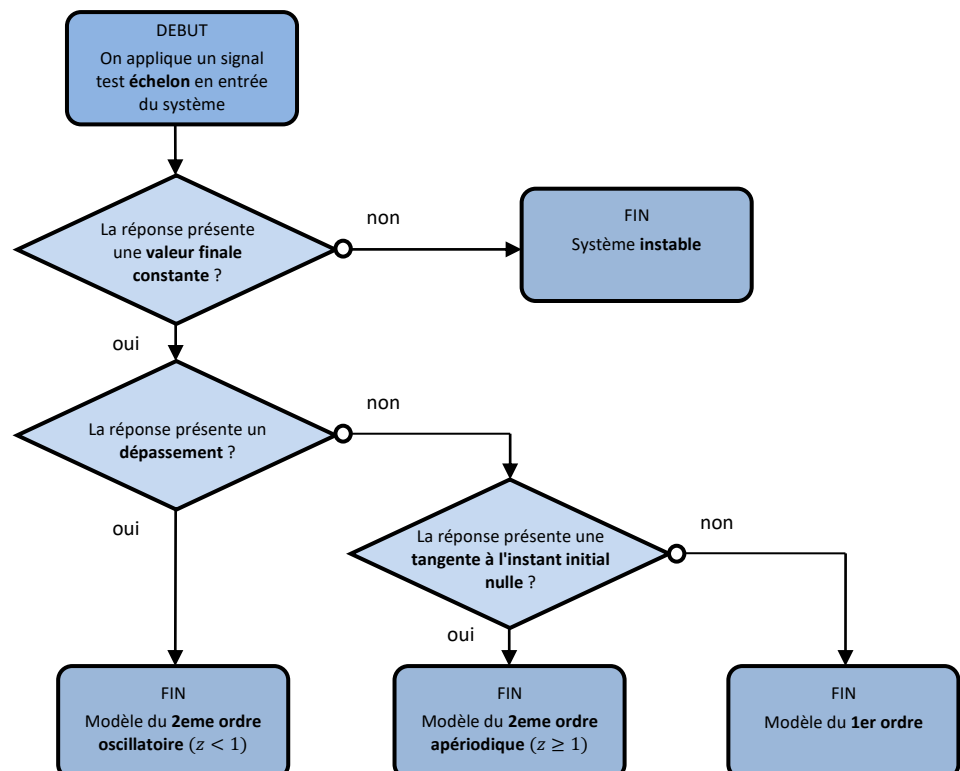 DEBUT
On applique un signal
test échelon en entrée
du système
La réponse présente
une valeur finale
constante ?
non
FIN
Système instable
oui
La réponse présente un
dépassement ?
non
oui
La réponse présente une
tangente à l'instant initial
nulle ?
non
oui
FIN
Modèle du 2eme ordre
oscillatoire (z < 1)
FIN
Modèle du 2eme ordre
apériodique (z ≥ 1)
FIN
Modèle du 1er ordre